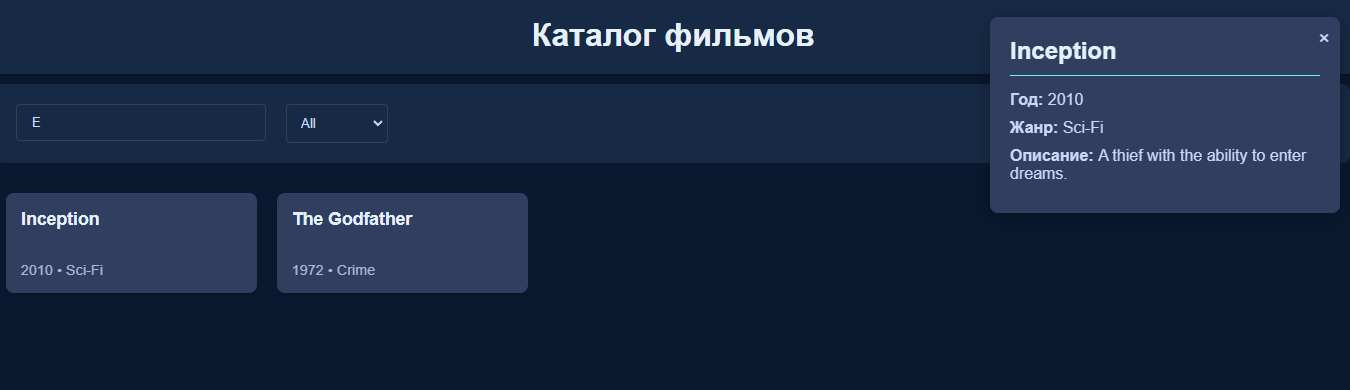 Каталог фильмов
E
All
Inception
2010 • Sci-Fi
The Godfather
1972 • Crime
×
Inception
Год: 2010
Жанр: Sci-Fi
Описание: A thief with the ability to enter
dreams.